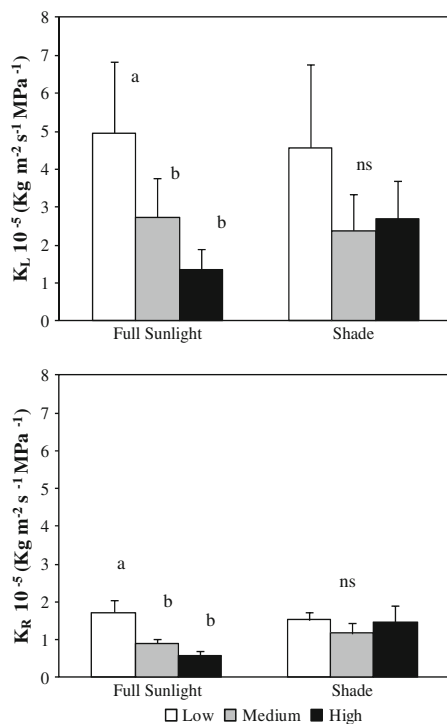 8
7
6
5
4
3
2
1
0
K_L 10⁻⁵ (Kg m⁻² s⁻¹ MPa⁻¹)
a
b
b
ns
Full Sunlight Shade
8
7
6
5
4
3
2
1
0
K_R 10⁻⁵ (Kg m⁻² s⁻¹ MPa⁻¹)
a
b
b
ns
Full Sunlight Shade
Low Medium High